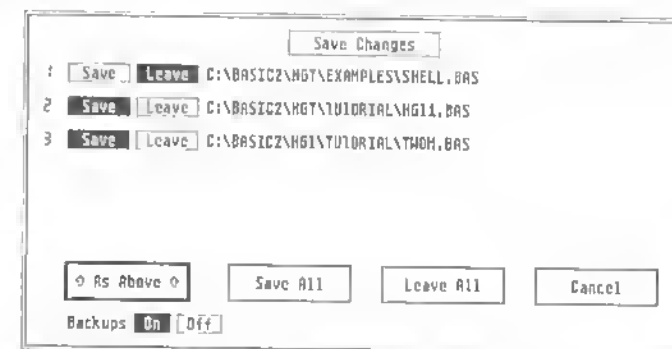 Save Changes
1 Save Leave C:\BASIC2\HGT\EXAMPLES\SHELL.BAS
2 Save Leave C:\BASIC2\HGT\TUTORIAL\HG11.BAS
3 Save Leave C:\BASIC2\HGT\TUTORIAL\TWOM.BAS
◇ As Above ◇ Save All Leave All Cancel
Backups On Off